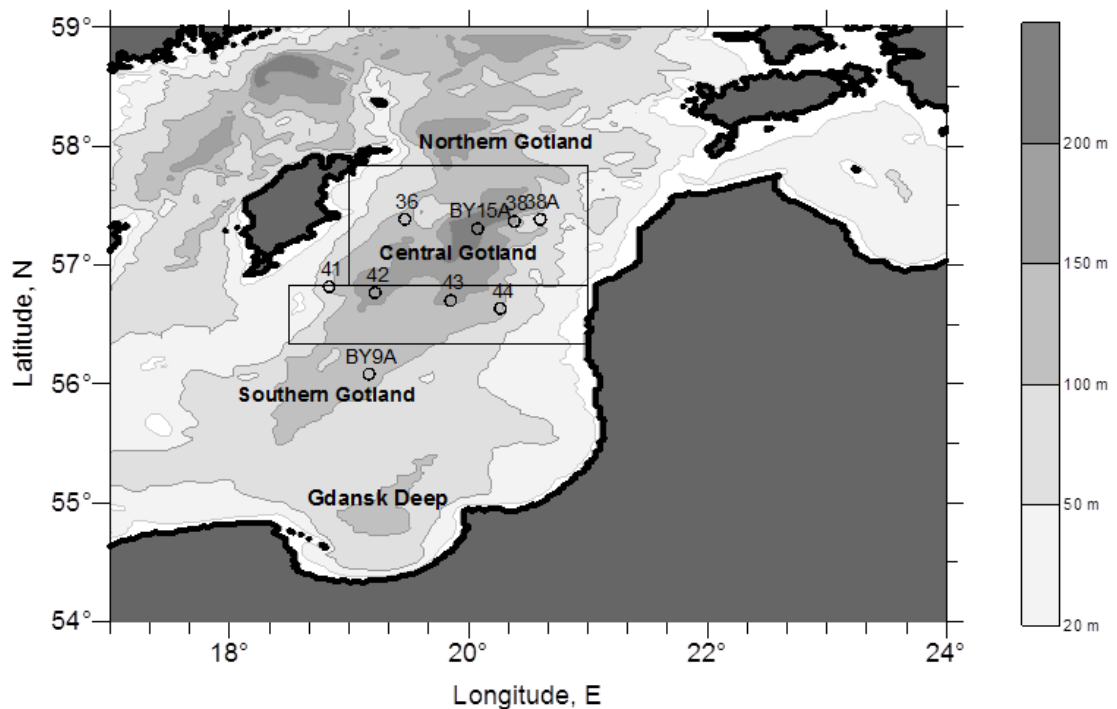 59°
58°
57°
56°
55°
54°
Latitude, N
18°
20°
22°
24°
Longitude, E
Northern Gotland
36
BY15A
38
38A
Central Gotland
41
42
43
44
BY9A
Southern Gotland
Gdansk Deep
200 m
150 m
100 m
50 m
20 m